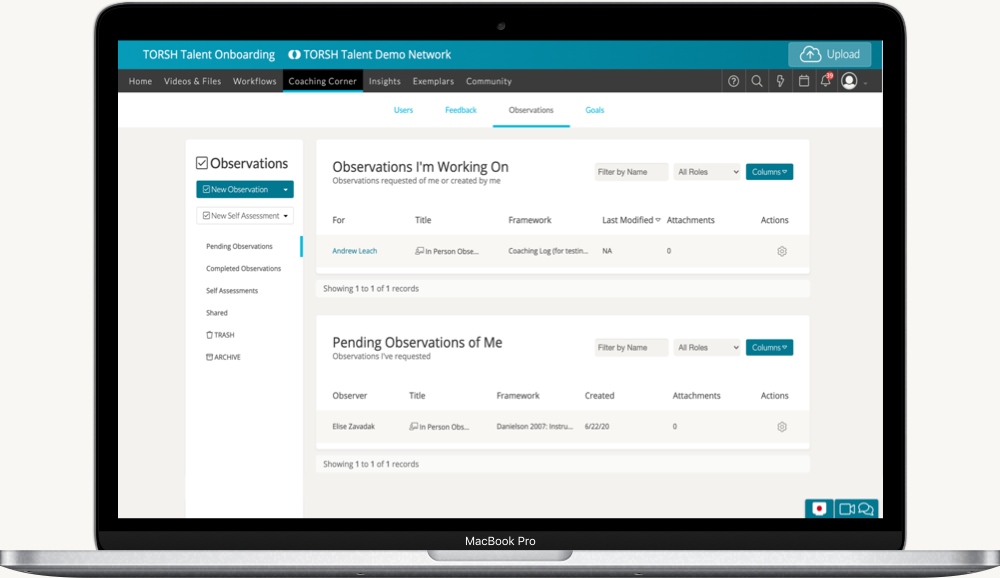 TORSH Talent Onboarding TORSH Talent Demo Network Upload
Home Videos & Files Workflows Coaching Corner Insights Exemplars Community 39
Users Feedback Observations Goals
Observations
New Observation
New Self Assessment
Pending Observations
Completed Observations
Self Assessments
Shared
TRASH
ARCHIVE
Observations I'm Working On
Observations requested of me or created by me
Filter by Name All Roles Columns
For Title Framework Last Modified Attachments Actions
Andrew Leach In Person Obse... Coaching Log (for testin... NA 0
Showing 1 to 1 of 1 records
Pending Observations of Me
Observations I've requested
Filter by Name All Roles Columns
Observer Title Framework Created Attachments Actions
Elise Zavadak In Person Obs... Danielson 2007: Instru... 6/22/20 0
Showing 1 to 1 of 1 records
MacBook Pro